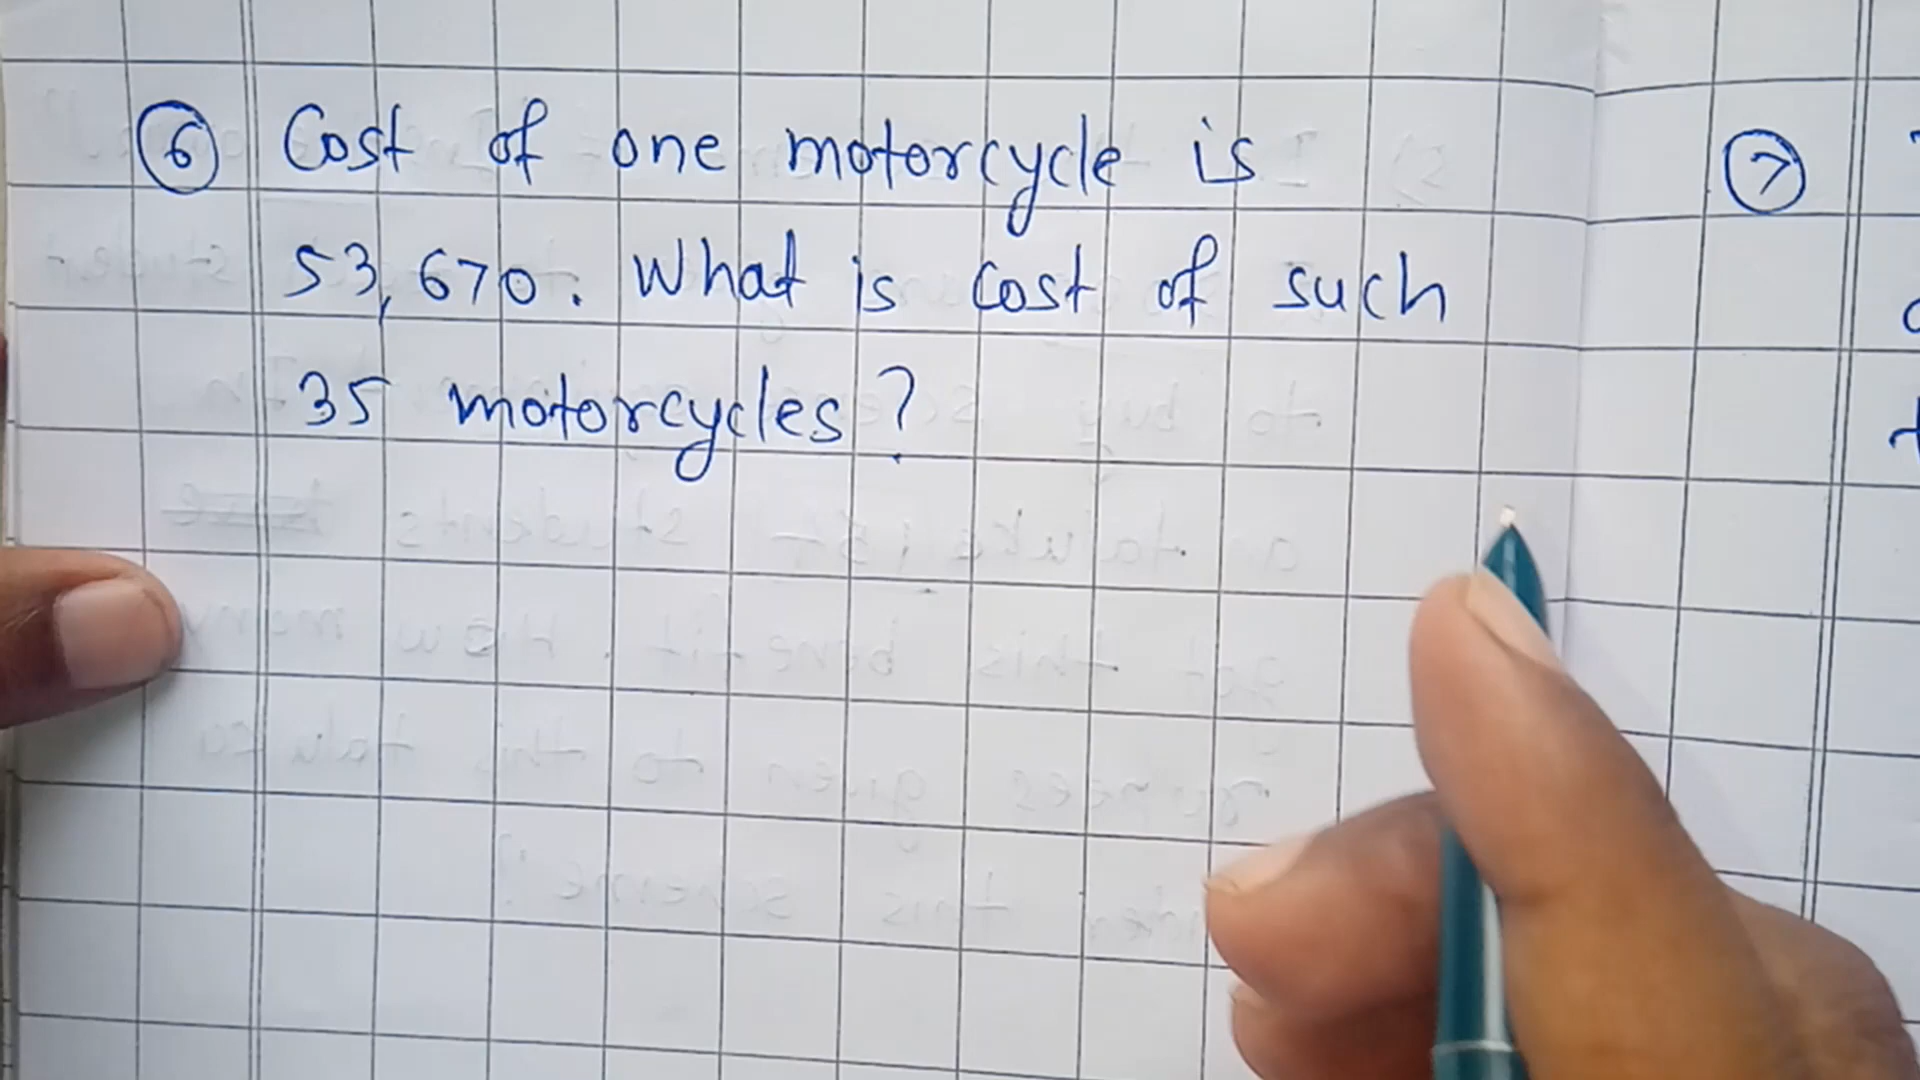 6 Cost of one motorcycle is
53,670. What is cost of such
35 motorcycles?
7